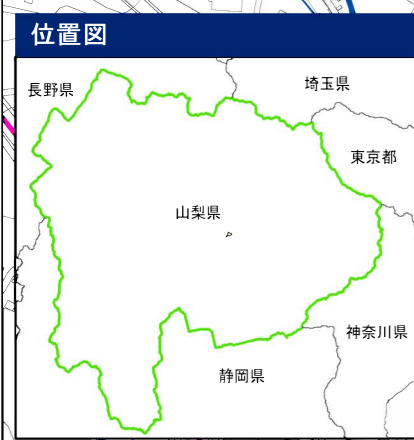 位置図
長野県
埼玉県
東京都
山梨県
神奈川県
静岡県